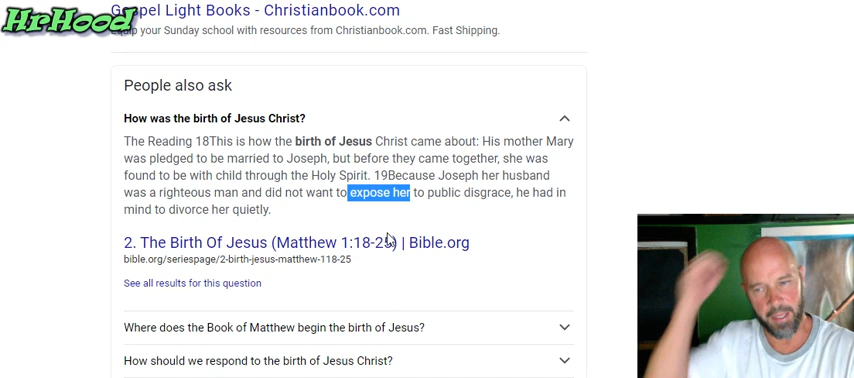 HrHood
Gospel Light Books - Christianbook.com
Equip your Sunday school with resources from Christianbook.com. Fast Shipping.
People also ask
How was the birth of Jesus Christ?
The Reading 18This is how the birth of Jesus Christ came about: His mother Mary
was pledged to be married to Joseph, but before they came together, she was
found to be with child through the Holy Spirit. 19Because Joseph her husband
was a righteous man and did not want to expose her to public disgrace, he had in
mind to divorce her quietly.
2. The Birth Of Jesus (Matthew 1:18-25) | Bible.org
bible.org/seriespage/2-birth-jesus-matthew-118-25
See all results for this question
Where does the Book of Matthew begin the birth of Jesus?
How should we respond to the birth of Jesus Christ?